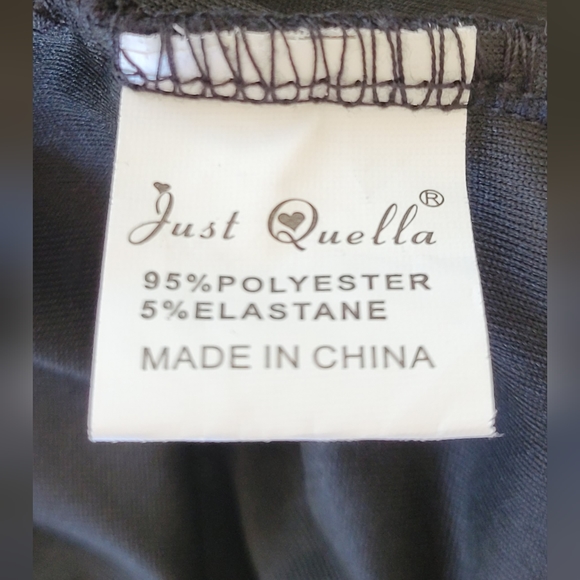 Just Quella®
95%POLYESTER
5%ELASTANE
MADE IN CHINA